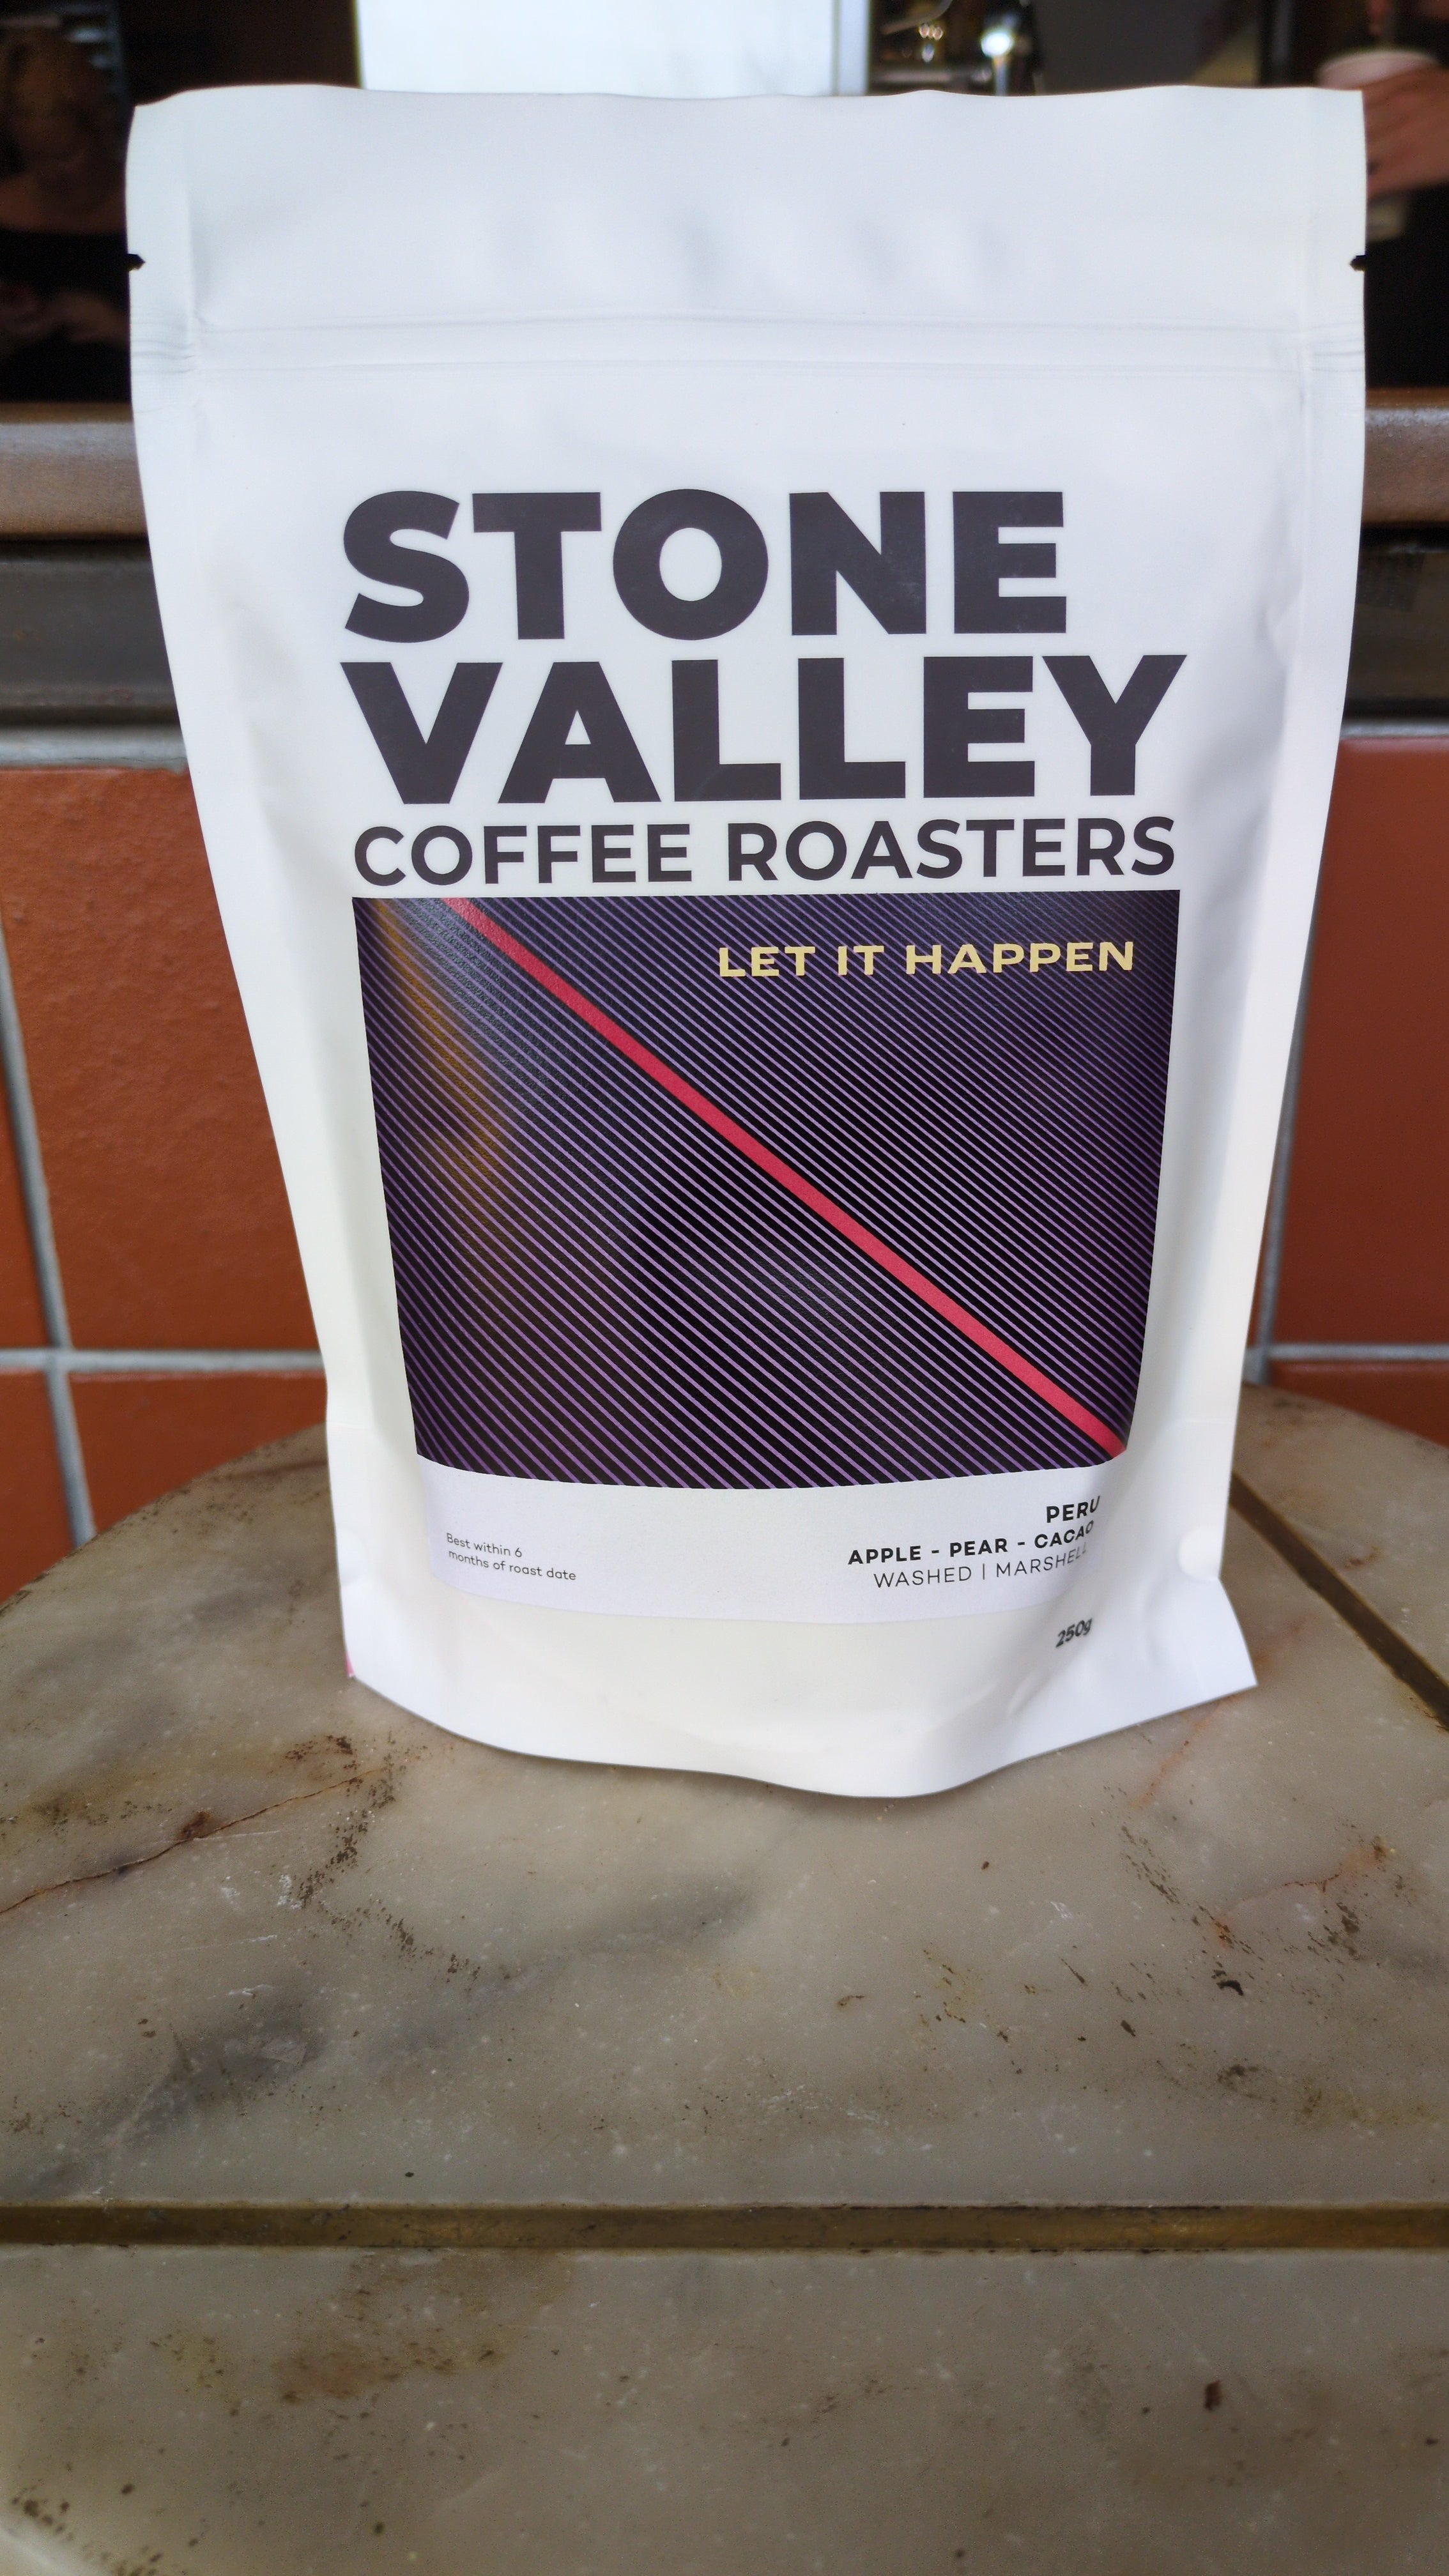 STONE
VALLEY
COFFEE ROASTERS
LET IT HAPPEN
PERU
APPLE - PEAR - CACAO
WASHED | MARSHELL
Best within 6
months of roast date
250g